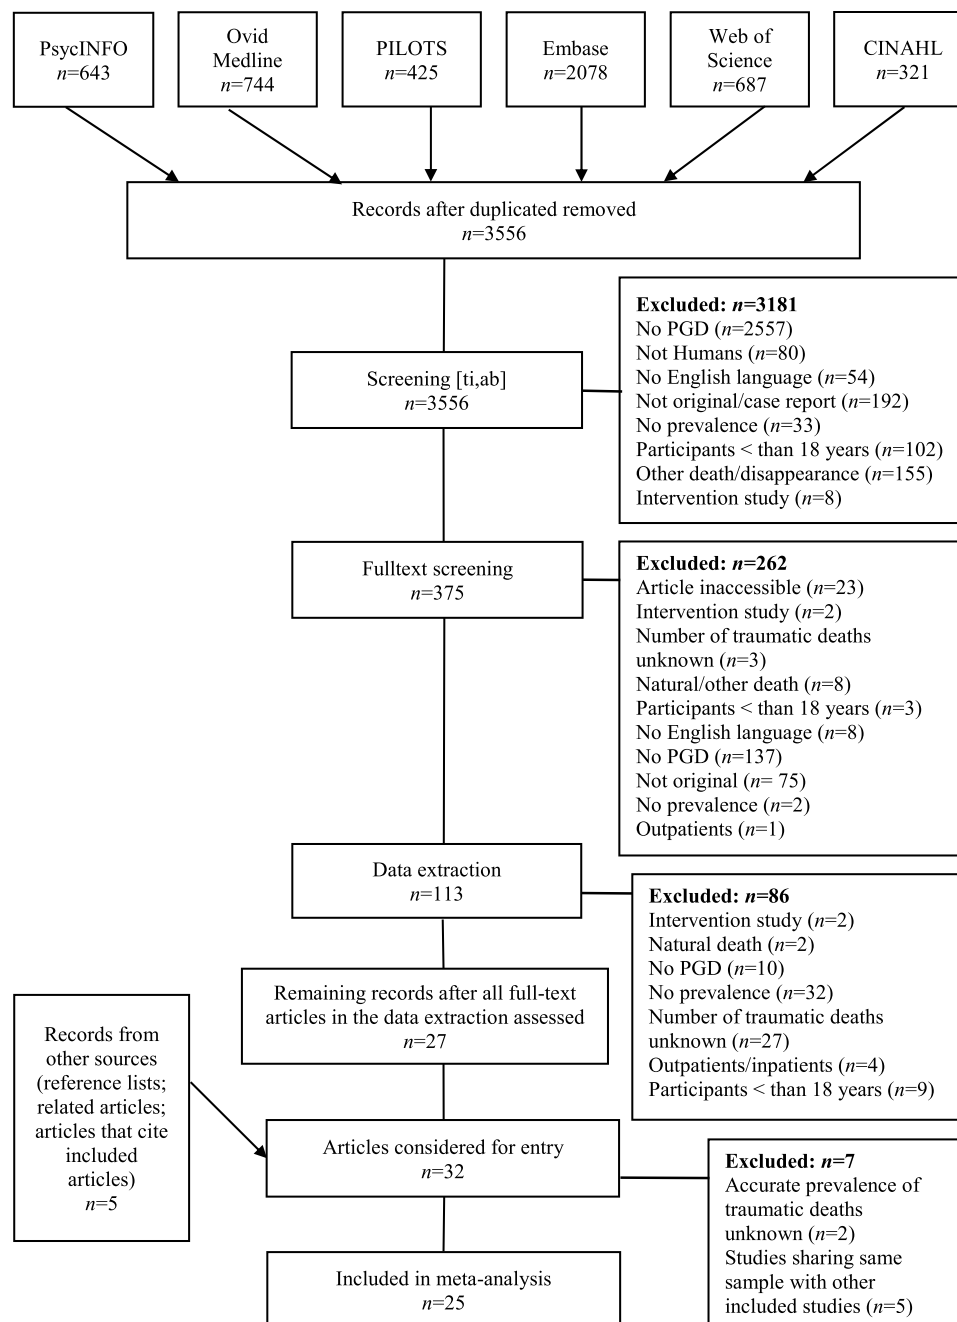 PsycINFO
n=643
Ovid
Medline
n=744
PILOTS
n=425
Embase
n=2078
Web of
Science
n=687
CINAHL
n=321
Records after duplicated removed
n=3556
Screening [ti,ab]
n=3556
Excluded: n=3181
No PGD (n=2557)
Not Humans (n=80)
No English language (n=54)
Not original/case report (n=192)
No prevalence (n=33)
Participants < than 18 years (n=102)
Other death/disappearance (n=155)
Intervention study (n=8)
Fulltext screening
n=375
Excluded: n=262
Article inaccessible (n=23)
Intervention study (n=2)
Number of traumatic deaths
unknown (n=3)
Natural/other death (n=8)
Participants < than 18 years (n=3)
No English language (n=8)
No PGD (n=137)
Not original (n= 75)
No prevalence (n=2)
Outpatients (n=1)
Data extraction
n=113
Excluded: n=86
Intervention study (n=2)
Natural death (n=2)
No PGD (n=10)
No prevalence (n=32)
Number of traumatic deaths
unknown (n=27)
Outpatients/inpatients (n=4)
Participants < than 18 years (n=9)
Remaining records after all full-text
articles in the data extraction assessed
n=27
Records from
other sources
(reference lists;
related articles;
articles that cite
included
articles)
n=5
Articles considered for entry
n=32
Excluded: n=7
Accurate prevalence of
traumatic deaths
unknown (n=2)
Studies sharing same
sample with other
included studies (n=5)
Included in meta-analysis
n=25